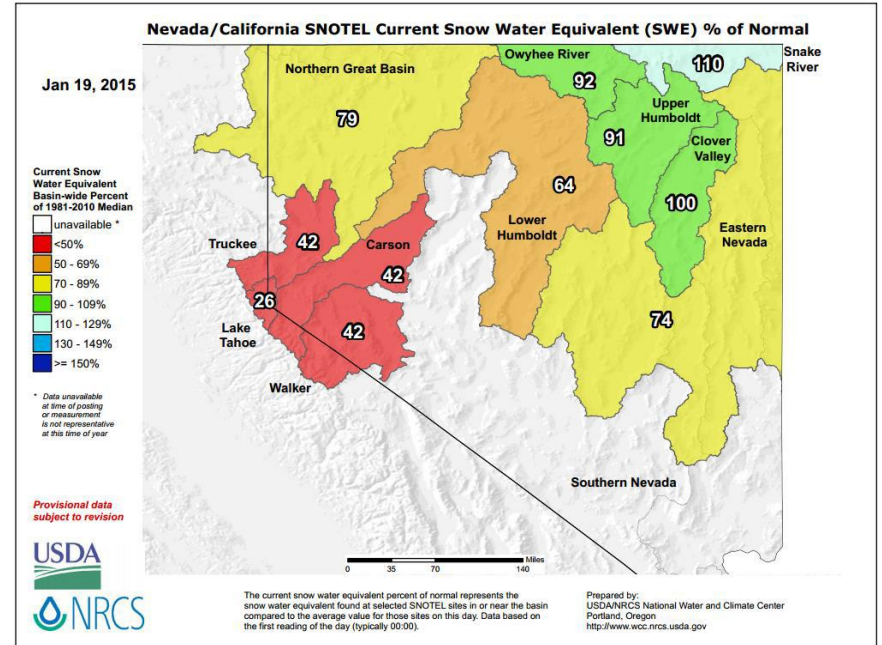 Nevada/California SNOTEL Current Snow Water Equivalent (SWE) % of Normal
Jan 19, 2015
Northern Great Basin
79
Owyhee River
92
110
Snake
River
Upper
Humboldt
91
Clover
Valley
100
64
Lower
Humboldt
Eastern
Nevada
74
Truckee
42
Carson
42
26
Lake
Tahoe
42
Walker
Southern Nevada
Current Snow
Water Equivalent
Basin-wide Percent
of 1981-2010 Median
unavailable *
<50%
50 - 69%
70 - 89%
90 - 109%
110 - 129%
130 - 149%
>= 150%
* Data unavailable
at time of posting
or measurement
is not representative
at this time of year
Provisional data
subject to revision
USDA
NRCS
Miles
0 35 70 140
The current snow water equivalent percent of normal represents the
snow water equivalent found at selected SNOTEL sites in or near the basin
compared to the average value for those sites on this day. Data based on
the first reading of the day (typically 00:00).
Prepared by:
USDA/NRCS National Water and Climate Center
Portland, Oregon
http://www.wcc.nrcs.usda.gov